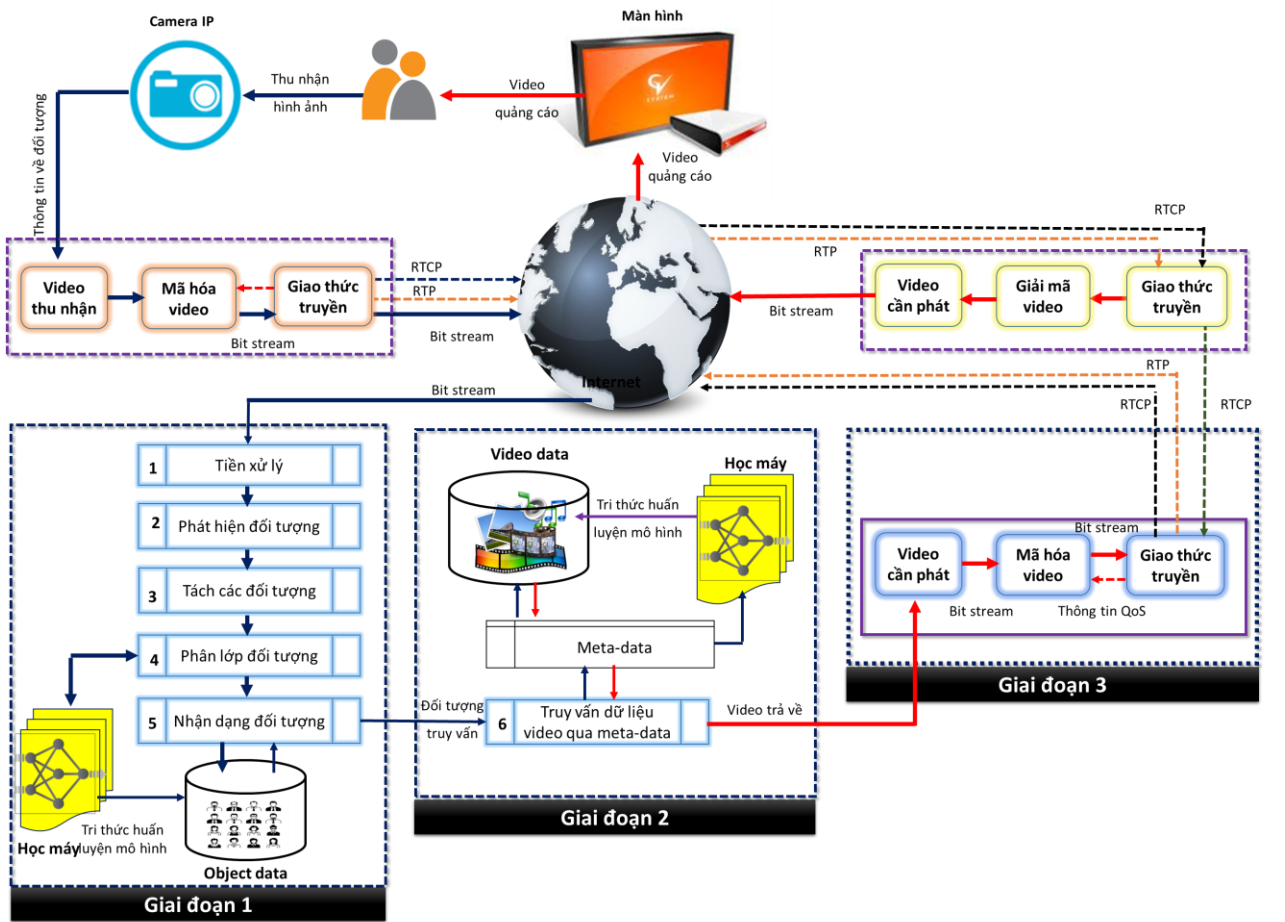 Camera IP
Màn hình
Thu nhận
hình ảnh
Video
quảng cáo
SYSTEM
Video
quảng cáo
Thông tin về đối tượng
RTCP
RTP
Video
thu nhận
Mã hóa
video
Giao thức
truyền
RTCP
RTP
Bit stream
Bit stream
Video
cần phát
Giải mã
video
Giao thức
truyền
Bit stream
Internet
RTP
RTCP
RTCP
Bit stream
1
Tiền xử lý
2
Phát hiện đối tượng
3
Tách các đối tượng
4
Phân lớp đối tượng
5
Nhận dạng đối tượng
Học máy
Tri thức huấn
luyện mô hình
Object data
Giai đoạn 1
Video data
Học máy
Tri thức huấn
luyện mô hình
Meta-data
Đối tượng
truy vấn
6
Truy vấn dữ liệu
video qua meta-data
Video trả về
Giai đoạn 2
Bit stream
Video
cần phát
Mã hóa
video
Giao thức
truyền
Bit stream
Thông tin QoS
Giai đoạn 3